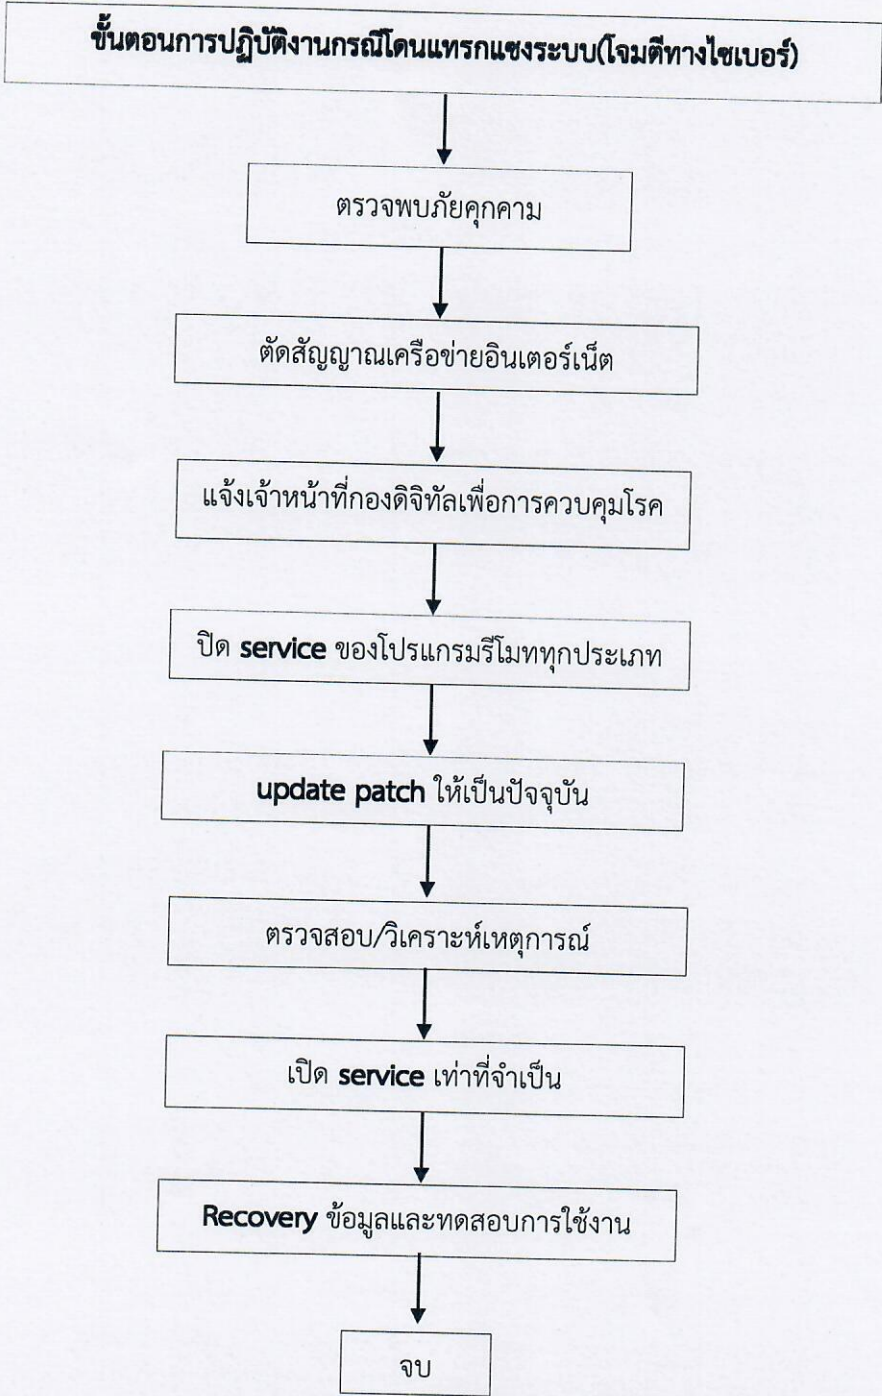 ขั้นตอนการปฏิบัติงานกรณีโดนแทรกแซงระบบ(โจมตีทางไซเบอร์)
ตรวจพบภัยคุกคาม
ตัดสัญญาณเครือข่ายอินเตอร์เน็ต
แจ้งเจ้าหน้าที่กองดิจิทัลเพื่อการควบคุมโรค
ปิด service ของโปรแกรมรีโมททุกประเภท
update patch ให้เป็นปัจจุบัน
ตรวจสอบ/วิเคราะห์เหตุการณ์
เปิด service เท่าที่จำเป็น
Recovery ข้อมูลและทดสอบการใช้งาน
จบ